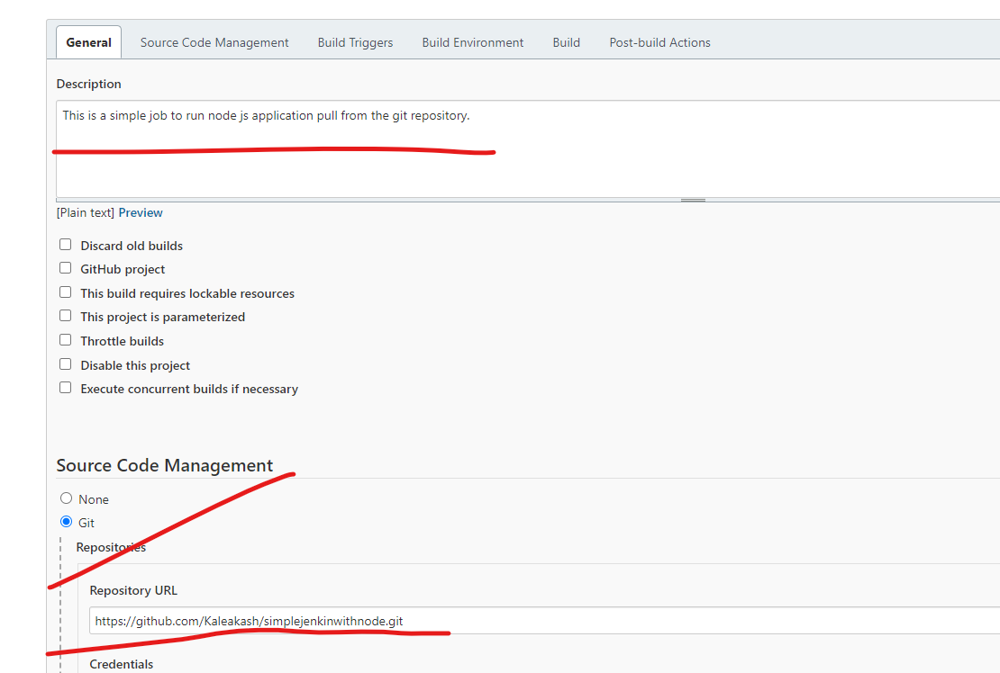 General Source Code Management Build Triggers Build Environment Build Post-build Actions
Description
This is a simple job to run node js application pull from the git repository.
[Plain text] Preview
Discard old builds
GitHub project
This build requires lockable resources
This project is parameterized
Throttle builds
Disable this project
Execute concurrent builds if necessary
Source Code Management
None
Git
Repositories
Repository URL
https://github.com/Kaleakash/simplejenkinwithnode.git
Credentials